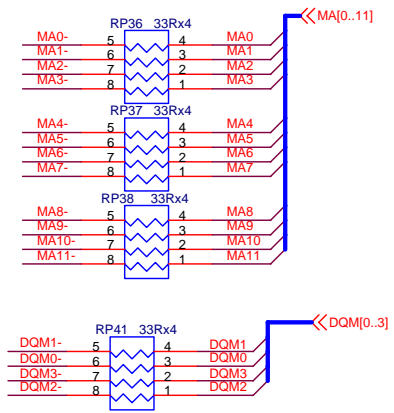 MA[0..11]
RP36 33Rx4
MA0- 5 4 MA0
MA1- 6 3 MA1
MA2- 7 2 MA2
MA3- 8 1 MA3
RP37 33Rx4
MA4- 5 4 MA4
MA5- 6 3 MA5
MA6- 7 2 MA6
MA7- 8 1 MA7
RP38 33Rx4
MA8- 5 4 MA8
MA9- 6 3 MA9
MA10- 7 2 MA10
MA11- 8 1 MA11
DQM[0..3]
RP41 33Rx4
DQM1- 5 4 DQM1
DQM0- 6 3 DQM0
DQM3- 7 2 DQM3
DQM2- 8 1 DQM2